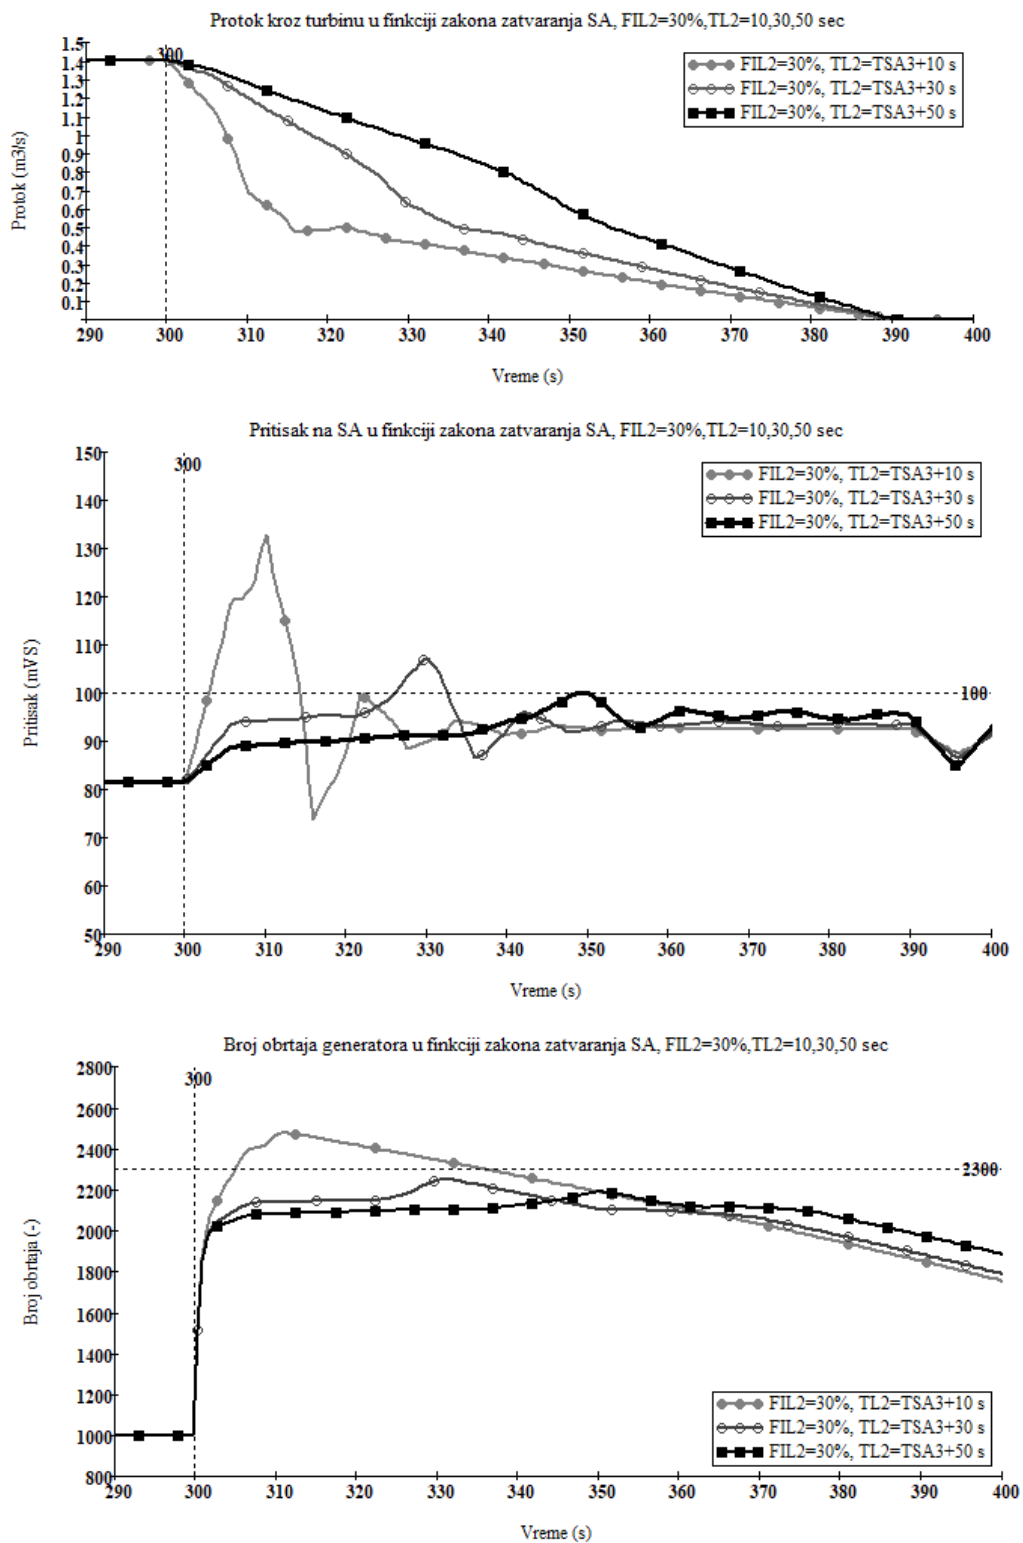 Protok kroz turbinu u finkciji zakona zatvaranja SA, FIL2=30%,TL2=10,30,50 sec
1.5
1.4
1.3
1.2
1.1
1
0.9
0.8
0.7
0.6
0.5
0.4
0.3
0.2
0.1
Protok (m3/s)
300
FIL2=30%, TL2=TSA3+10 s
FIL2=30%, TL2=TSA3+30 s
FIL2=30%, TL2=TSA3+50 s
290 300 310 320 330 340 350 360 370 380 390 400
Vreme (s)
Pritisak na SA u finkciji zakona zatvaranja SA, FIL2=30%,TL2=10,30,50 sec
150
140
130
120
110
100
90
80
70
60
50
Pritisak (mVS)
300
FIL2=30%, TL2=TSA3+10 s
FIL2=30%, TL2=TSA3+30 s
FIL2=30%, TL2=TSA3+50 s
100
290 300 310 320 330 340 350 360 370 380 390 400
Vreme (s)
Broj obrtaja generatora u finkciji zakona zatvaranja SA, FIL2=30%,TL2=10,30,50 sec
2800
2600
2400
2200
2000
1800
1600
1400
1200
1000
800
Broj obrtaja (-)
300
2300
FIL2=30%, TL2=TSA3+10 s
FIL2=30%, TL2=TSA3+30 s
FIL2=30%, TL2=TSA3+50 s
290 300 310 320 330 340 350 360 370 380 390 400
Vreme (s)